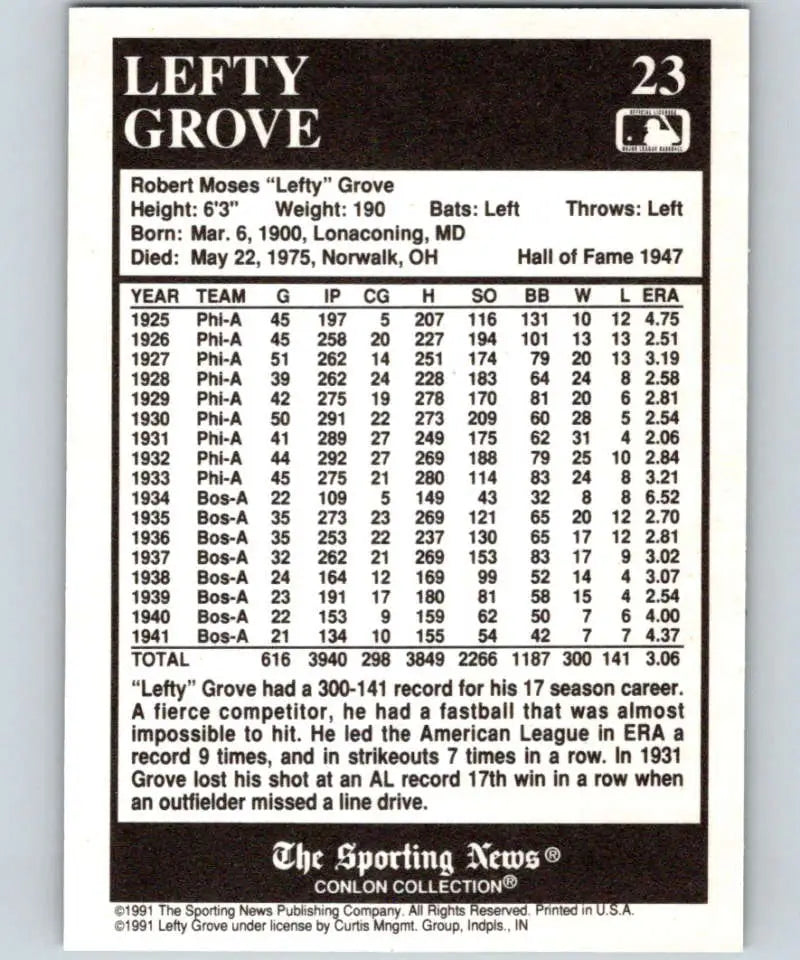 LEFTY 23
GROVE
OFFICIAL LICENSEE
MAJOR LEAGUE BASEBALL
Robert Moses “Lefty” Grove
Height: 6'3" Weight: 190 Bats: Left Throws: Left
Born: Mar. 6, 1900, Lonaconing, MD
Died: May 22, 1975, Norwalk, OH Hall of Fame 1947
YEAR TEAM G IP CG H SO BB W L ERA
1925 Phi-A 45 197 5 207 116 131 10 12 4.75
1926 Phi-A 45 258 20 227 194 101 13 13 2.51
1927 Phi-A 51 262 14 251 174 79 20 13 3.19
1928 Phi-A 39 262 24 228 183 64 24 8 2.58
1929 Phi-A 42 275 19 278 170 81 20 6 2.81
1930 Phi-A 50 291 22 273 209 60 28 5 2.54
1931 Phi-A 41 289 27 249 175 62 31 4 2.06
1932 Phi-A 44 292 27 269 188 79 25 10 2.84
1933 Phi-A 45 275 21 280 114 83 24 8 3.21
1934 Bos-A 22 109 5 149 43 32 8 8 6.52
1935 Bos-A 35 273 23 269 121 65 20 12 2.70
1936 Bos-A 35 253 22 237 130 65 17 12 2.81
1937 Bos-A 32 262 21 269 153 83 17 9 3.02
1938 Bos-A 24 164 12 169 99 52 14 4 3.07
1939 Bos-A 23 191 17 180 81 58 15 4 2.54
1940 Bos-A 22 153 9 159 62 50 7 6 4.00
1941 Bos-A 21 134 10 155 54 42 7 7 4.37
TOTAL 616 3940 298 3849 2266 1187 300 141 3.06
“Lefty” Grove had a 300-141 record for his 17 season career.
A fierce competitor, he had a fastball that was almost
impossible to hit. He led the American League in ERA a
record 9 times, and in strikeouts 7 times in a row. In 1931
Grove lost his shot at an AL record 17th win in a row when
an outfielder missed a line drive.
The Sporting News®
CONLON COLLECTION®
©1991 The Sporting News Publishing Company. All Rights Reserved. Printed in U.S.A.
©1991 Lefty Grove under license by Curtis Mngmt. Group, Indpls., IN